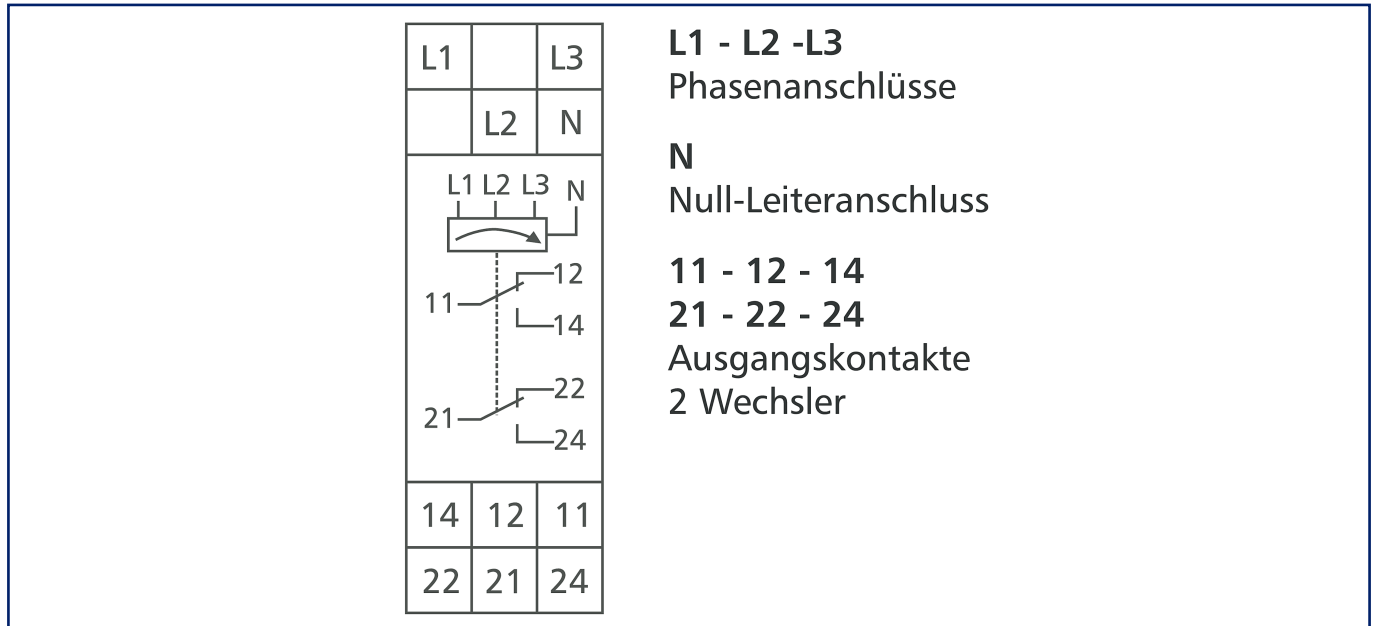 L1 L3
L2 N
L1 L2 L3 N
12
11
14
22
21
24
14 12 11
22 21 24
L1 - L2 -L3
Phasenanschlüsse
N
Null-Leiteranschluss
11 - 12 - 14
21 - 22 - 24
Ausgangskontakte
2 Wechsler